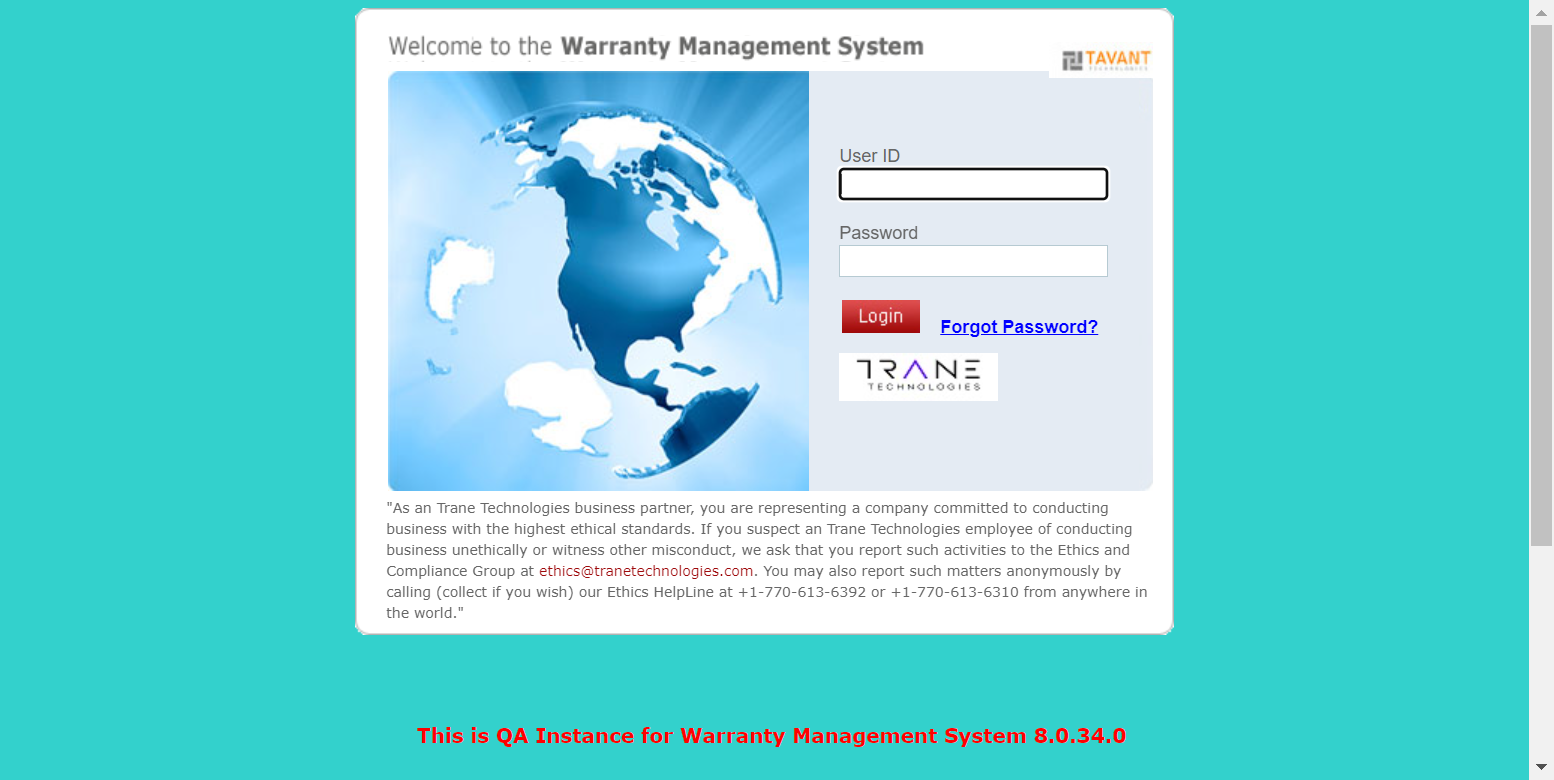 Welcome to the Warranty Management System
TAVANT
TECHNOLOGIES
User ID
Password
Login
Forgot Password?
TRANE
TECHNOLOGIES
"As an Trane Technologies business partner, you are representing a company committed to conducting
business with the highest ethical standards. If you suspect an Trane Technologies employee of conducting
business unethically or witness other misconduct, we ask that you report such activities to the Ethics and
Compliance Group at ethics@tranetechnologies.com. You may also report such matters anonymously by
calling (collect if you wish) our Ethics HelpLine at +1-770-613-6392 or +1-770-613-6310 from anywhere in
the world."
This is QA Instance for Warranty Management System 8.0.34.0